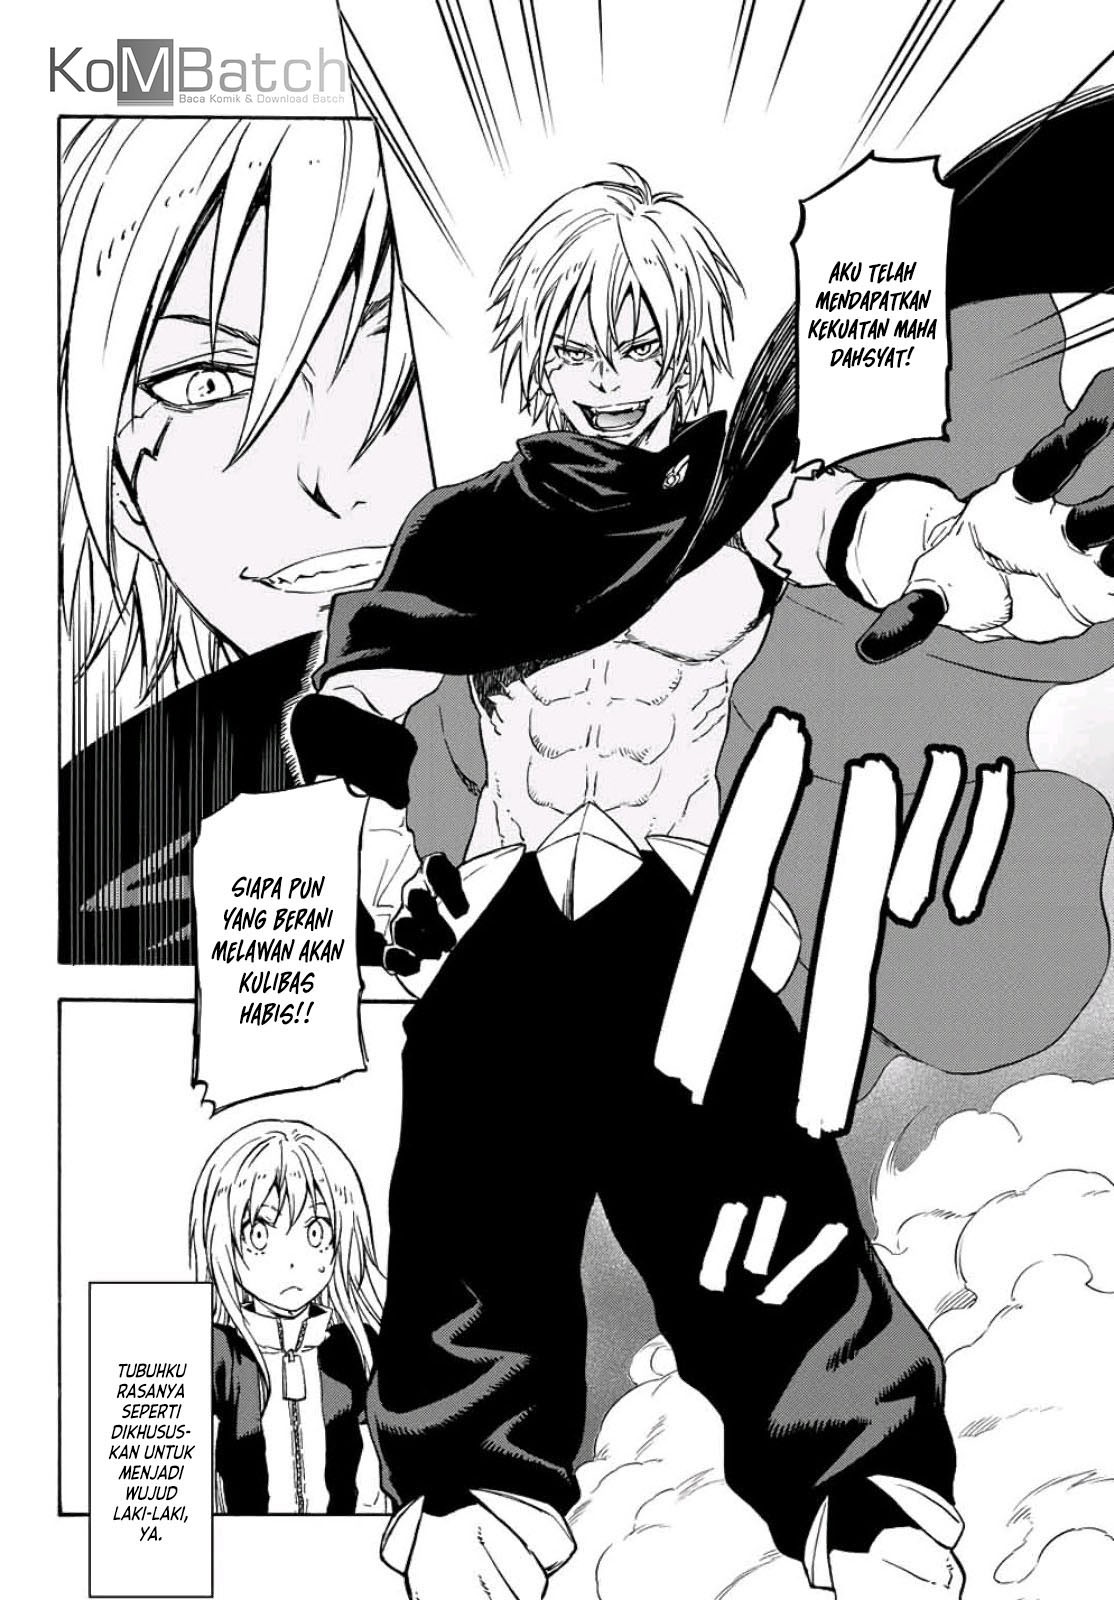 KoMBatch
Baca Komik & Download Batch
AKU TELAH
MENDAPATKAN
KEKUATAN MAHA
DAHSYAT!
SIAPA PUN
YANG BERANI
MELAWAN AKAN
KULIBAS
HABIS!!
TUBUHKU
RASANYA
SEPERTI
DIKHUSUS-
KAN UNTUK
MENJADI
WUJUD
LAKI-LAKI,
YA.